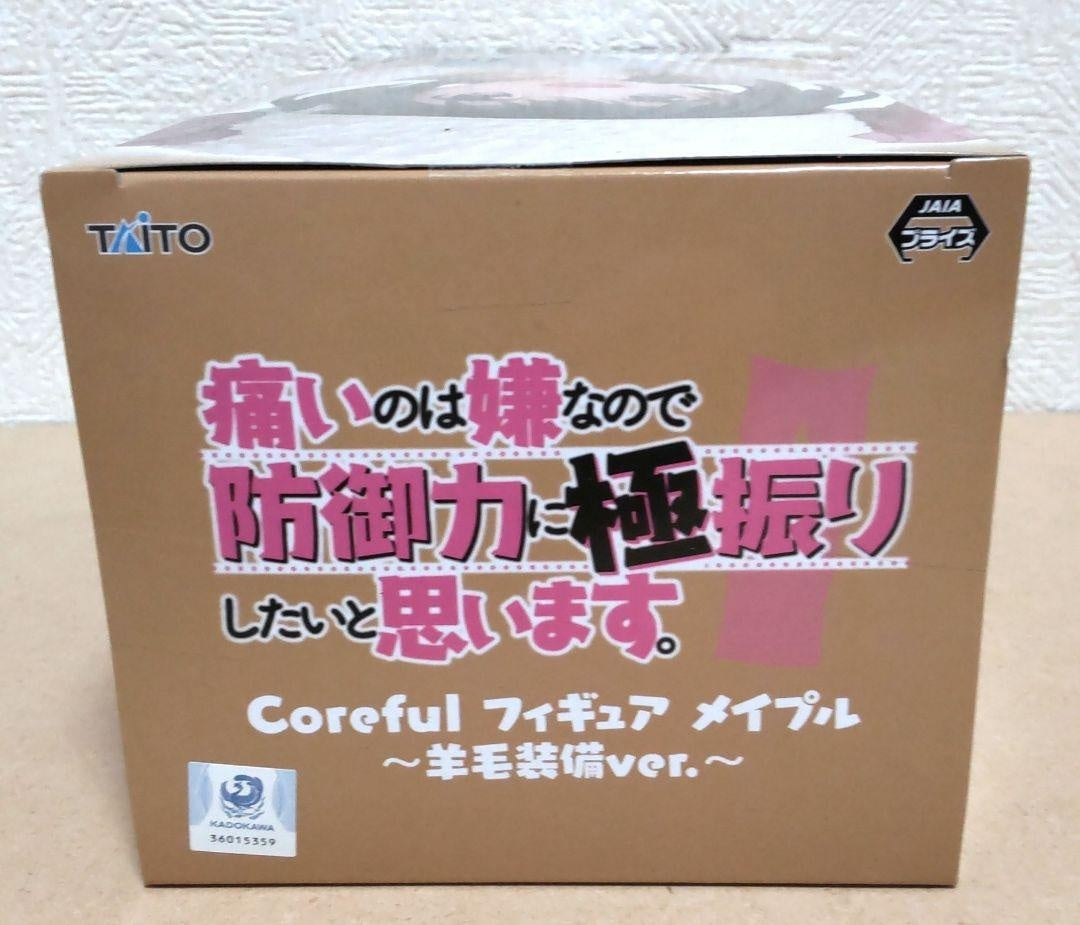 TAITO
JAIA
プライズ
痛いのは嫌なので
防御力に極振り
したいと思います。
Coreful フィギュア メイプル
～羊毛装備ver.～
KADOKAWA
36015359